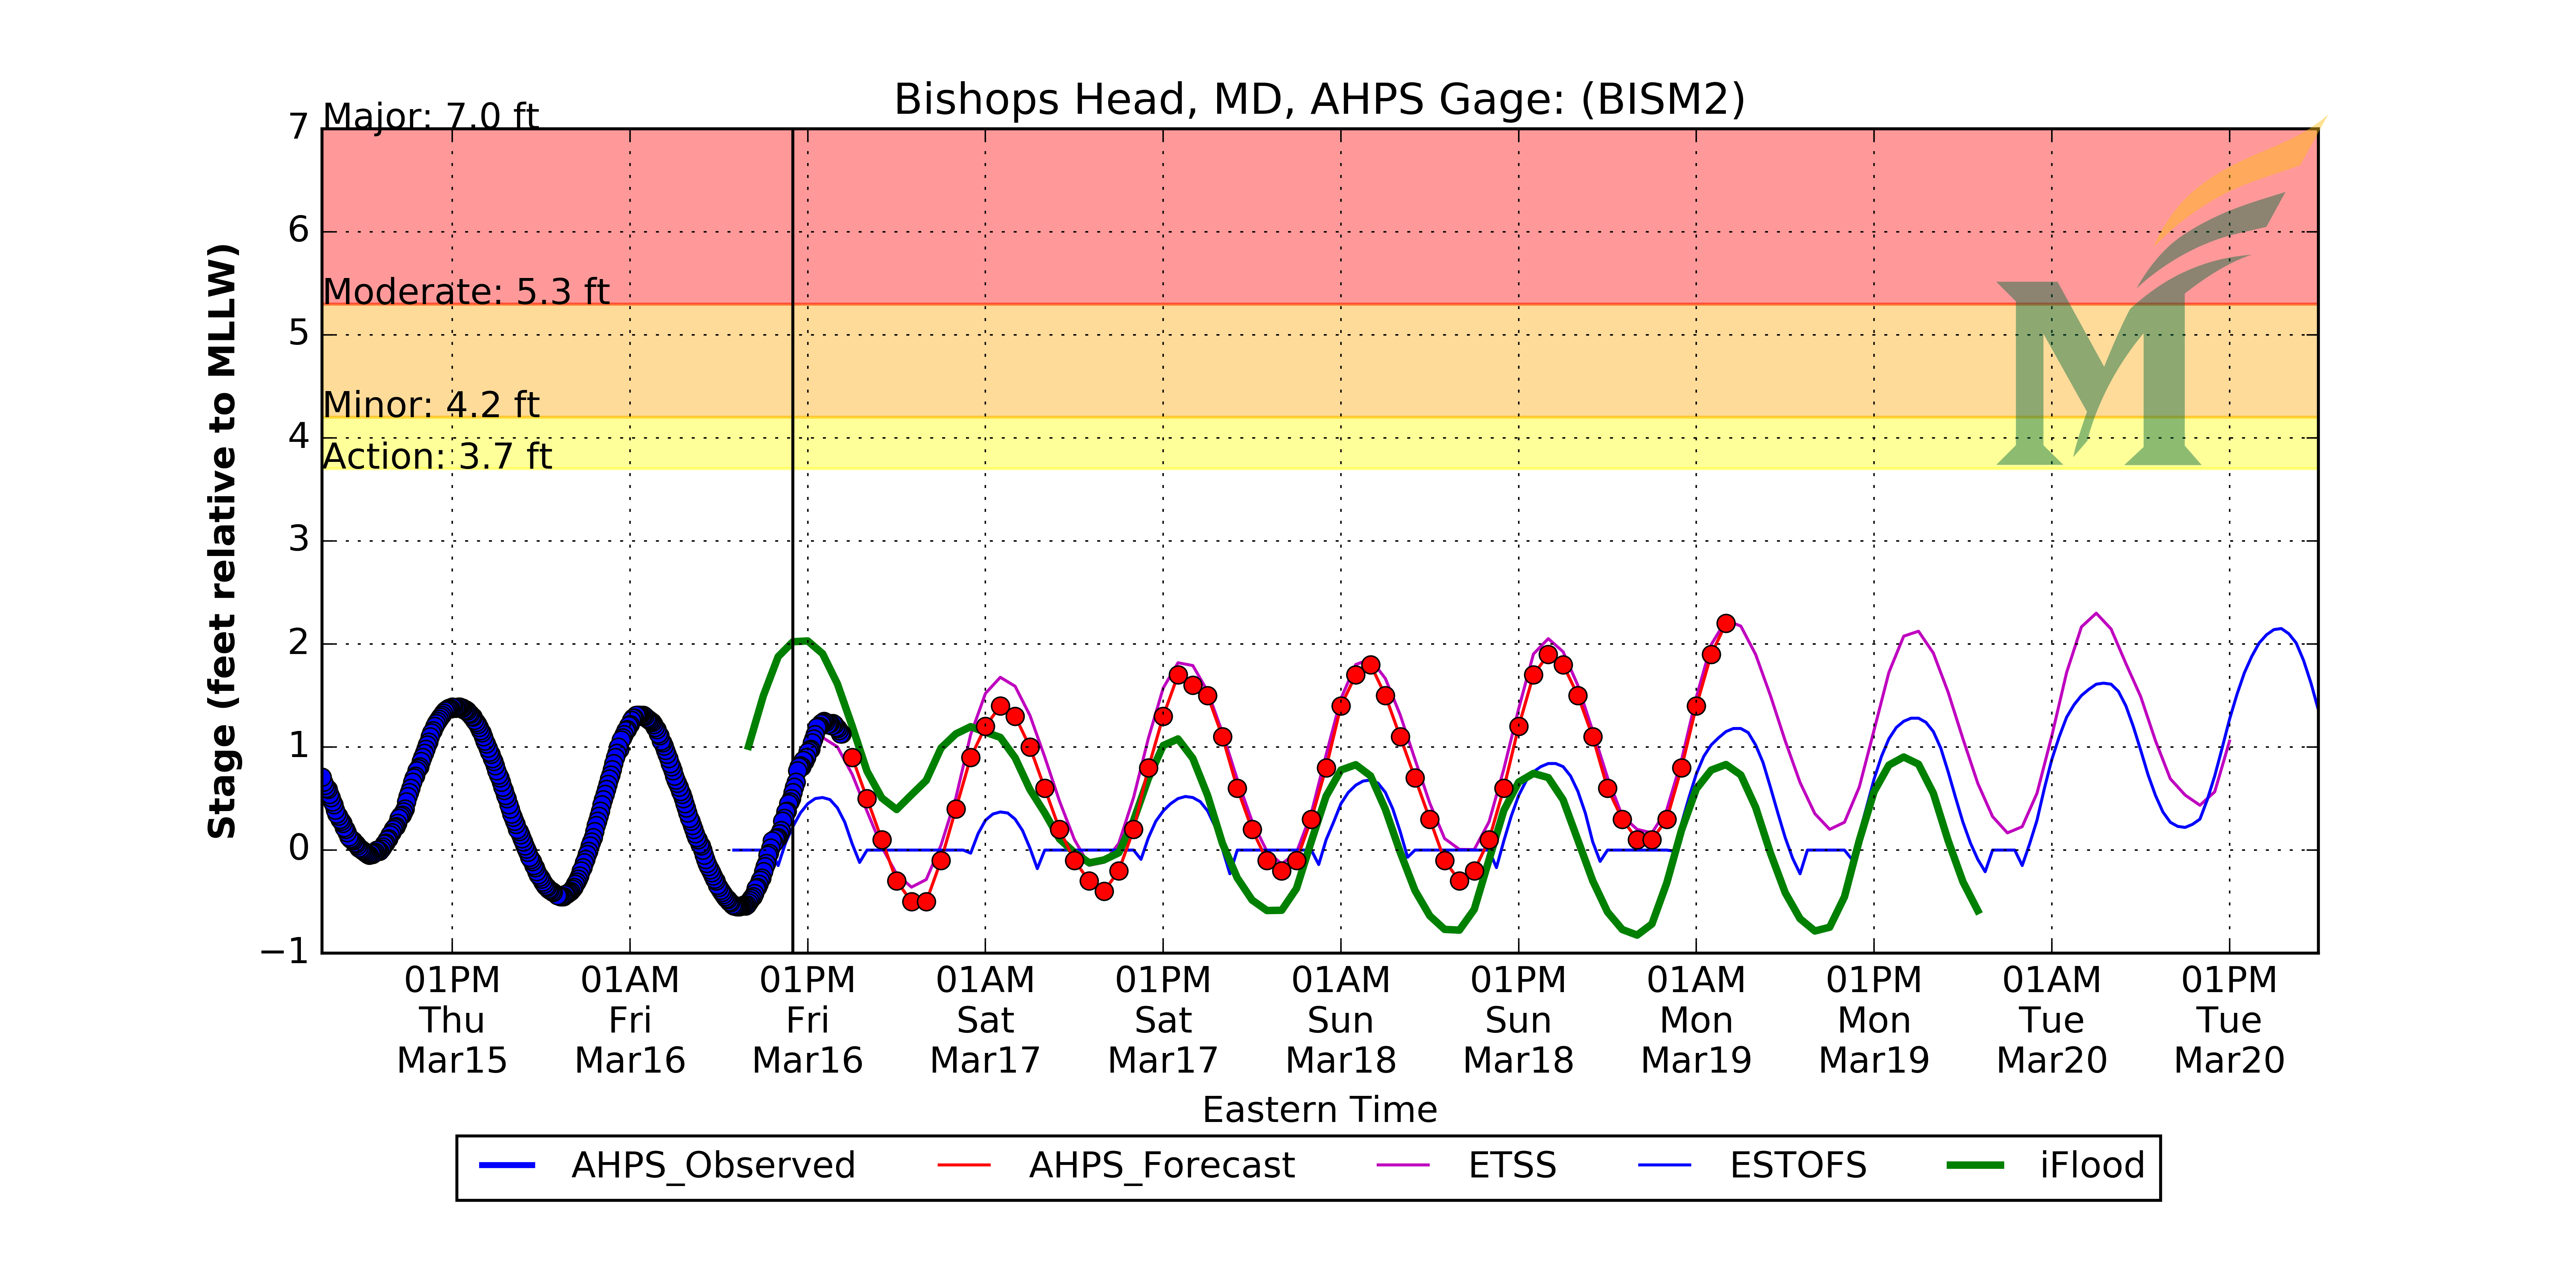 Bishops Head, MD, AHPS Gage: (BISM2)
Major: 7.0 ft
Moderate: 5.3 ft
Minor: 4.2 ft
Action: 3.7 ft
Stage (feet relative to MLLW)
7
6
5
4
3
2
1
0
−1
01PM Thu Mar15
01AM Fri Mar16
01PM Fri Mar16
01AM Sat Mar17
01PM Sat Mar17
01AM Sun Mar18
01PM Sun Mar18
01AM Mon Mar19
01PM Mon Mar19
01AM Tue Mar20
01PM Tue Mar20
Eastern Time
AHPS_Observed AHPS_Forecast ETSS ESTOFS iFlood
M